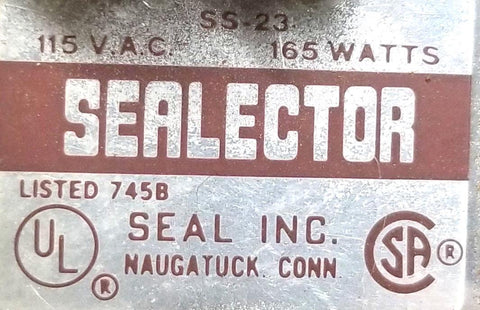 SS-23
115 V.A.C. 165 WATTS
SEALECTOR
LISTED 745B
UL ® SEAL INC. SA ®
NAUGATUCK. CONN